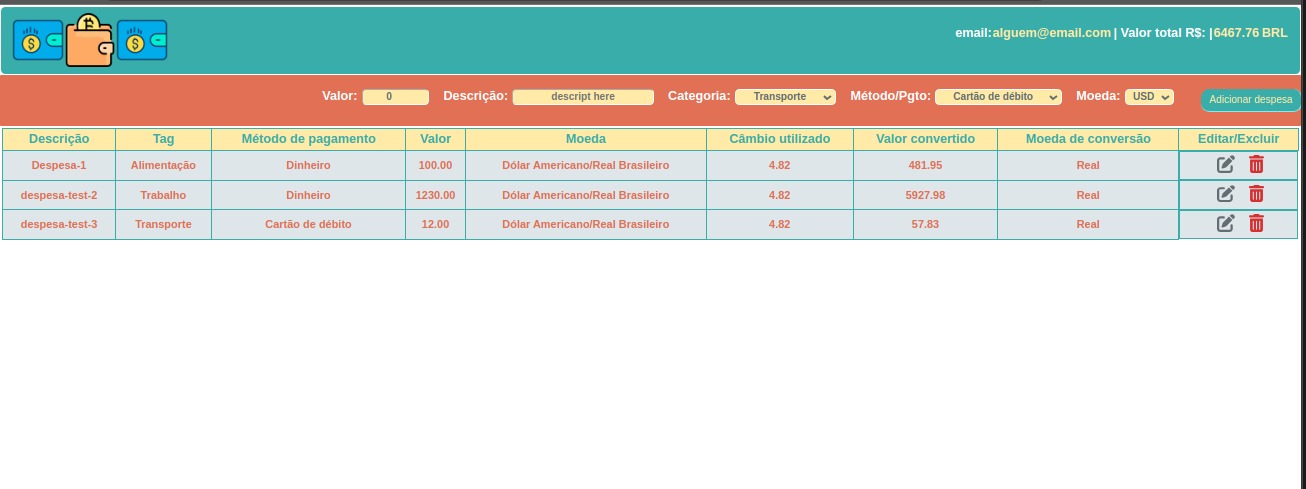 email:alguem@email.com | Valor total R$: |6467.76 BRL
Valor: 0 Descrição: descript here Categoria: Transporte Método/Pgto: Cartão de débito Moeda: USD Adicionar despesa
Descrição Tag Método de pagamento Valor Moeda Câmbio utilizado Valor convertido Moeda de conversão Editar/Excluir
Despesa-1 Alimentação Dinheiro 100.00 Dólar Americano/Real Brasileiro 4.82 481.95 Real
despesa-test-2 Trabalho Dinheiro 1230.00 Dólar Americano/Real Brasileiro 4.82 5927.98 Real
despesa-test-3 Transporte Cartão de débito 12.00 Dólar Americano/Real Brasileiro 4.82 57.83 Real